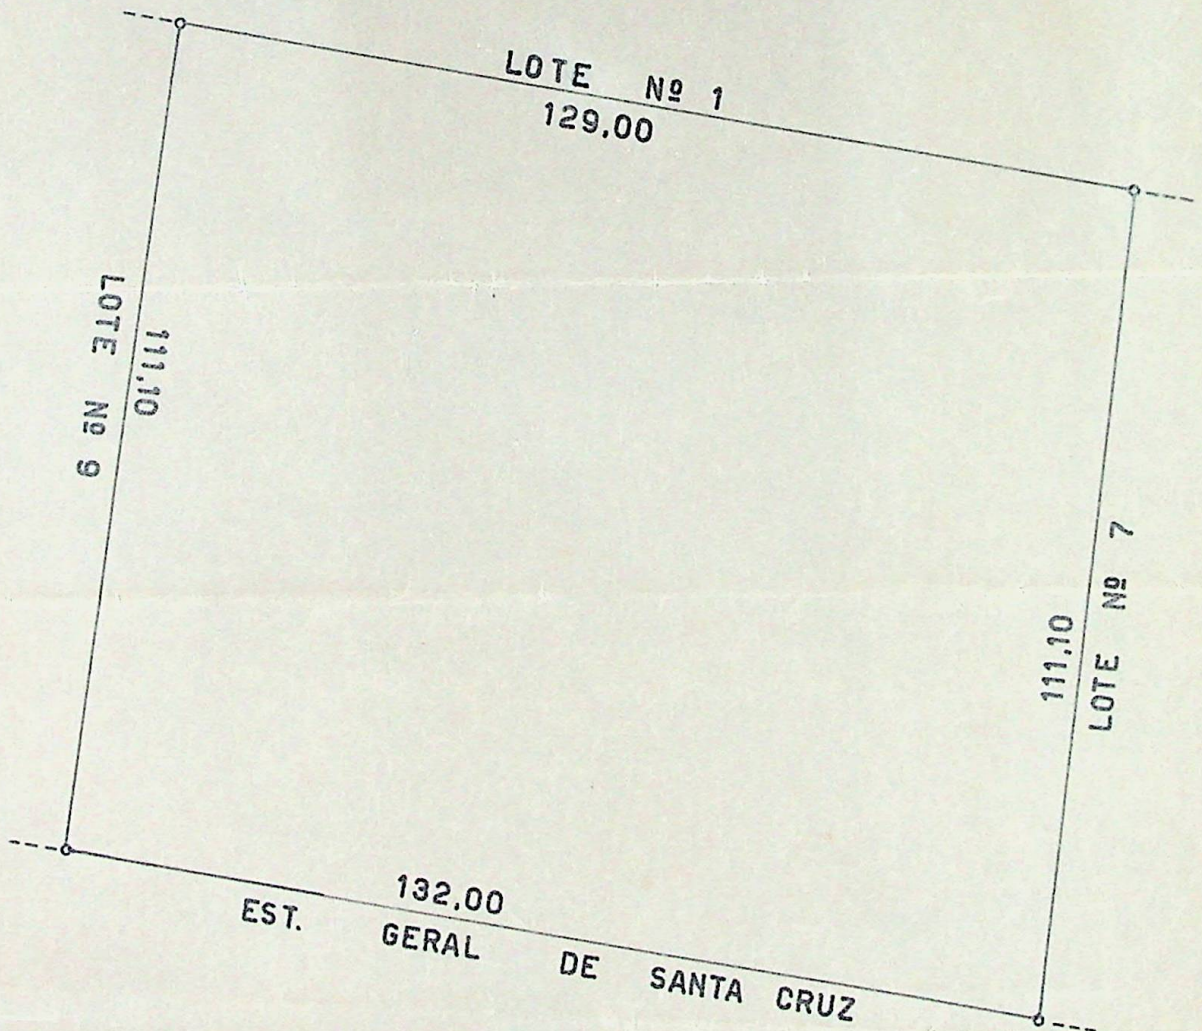 LOTE Nº 1
129,00
LOTE Nº 9
111,10
111,10
LOTE Nº 7
132,00
EST. GERAL DE SANTA CRUZ